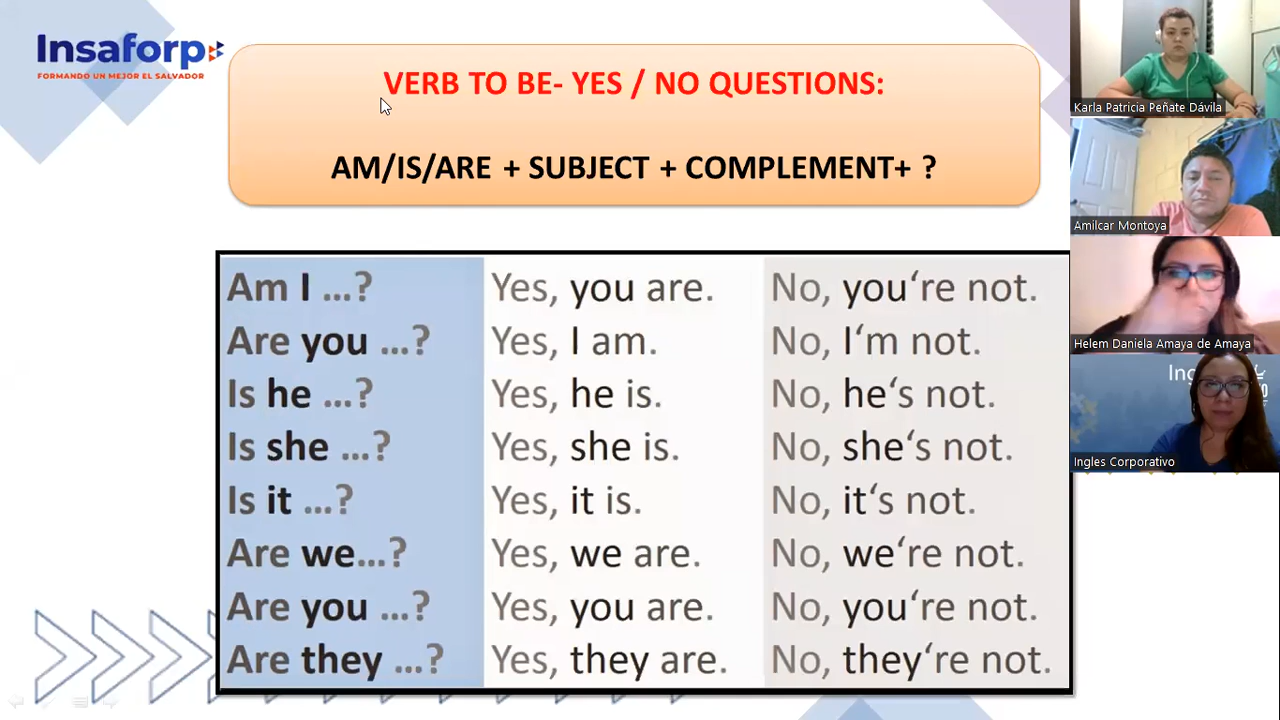 Insaforp
FORMANDO UN MEJOR EL SALVADOR
VERB TO BE- YES / NO QUESTIONS:
AM/IS/ARE + SUBJECT + COMPLEMENT+ ?
Am I ...? Yes, you are. No, you‘re not.
Are you ...? Yes, I am. No, I‘m not.
Is he ...? Yes, he is. No, he‘s not.
Is she ...? Yes, she is. No, she‘s not.
Is it ...? Yes, it is. No, it‘s not.
Are we...? Yes, we are. No, we‘re not.
Are you ...? Yes, you are. No, you‘re not.
Are they ...? Yes, they are. No, they‘re not.
Karla Patricia Peñate Dávila
Amilcar Montoya
Helem Daniela Amaya de Amaya
Ingles Corporativo